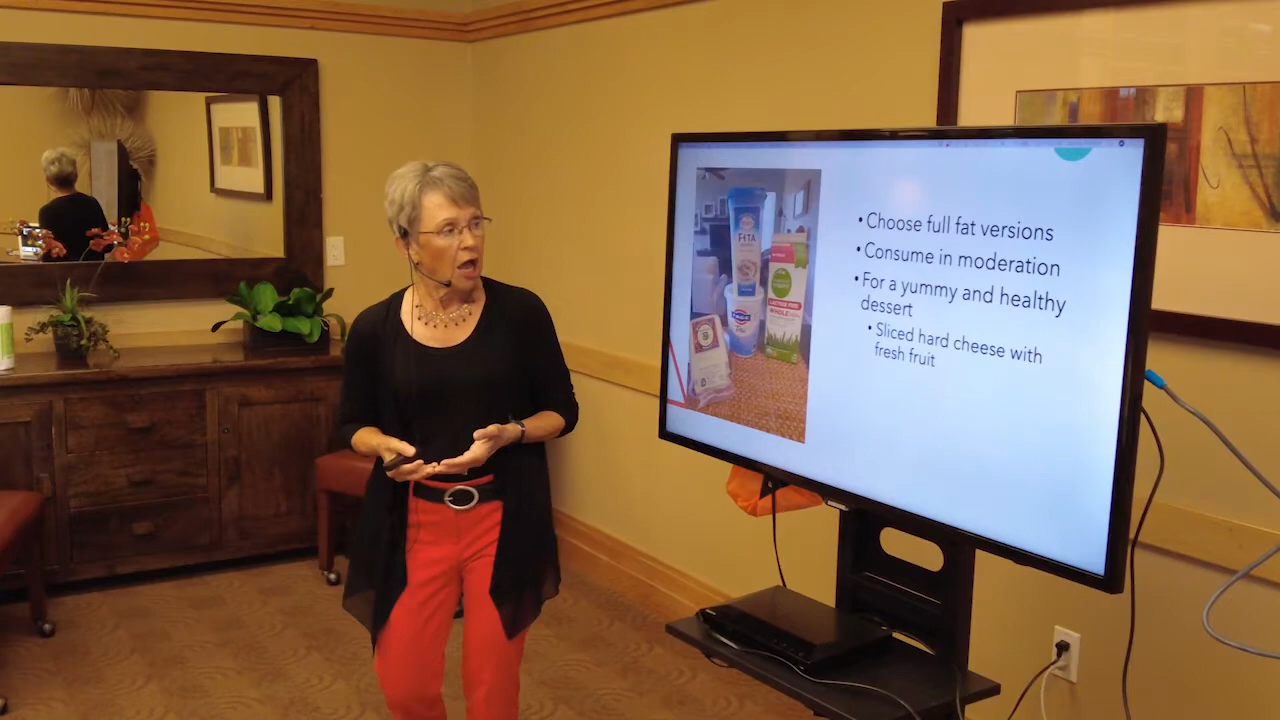 • Choose full fat versions
• Consume in moderation
• For a yummy and healthy
dessert
• Sliced hard cheese with
fresh fruit
FETA
FAGE
LACTOSE FREE
WHOLE